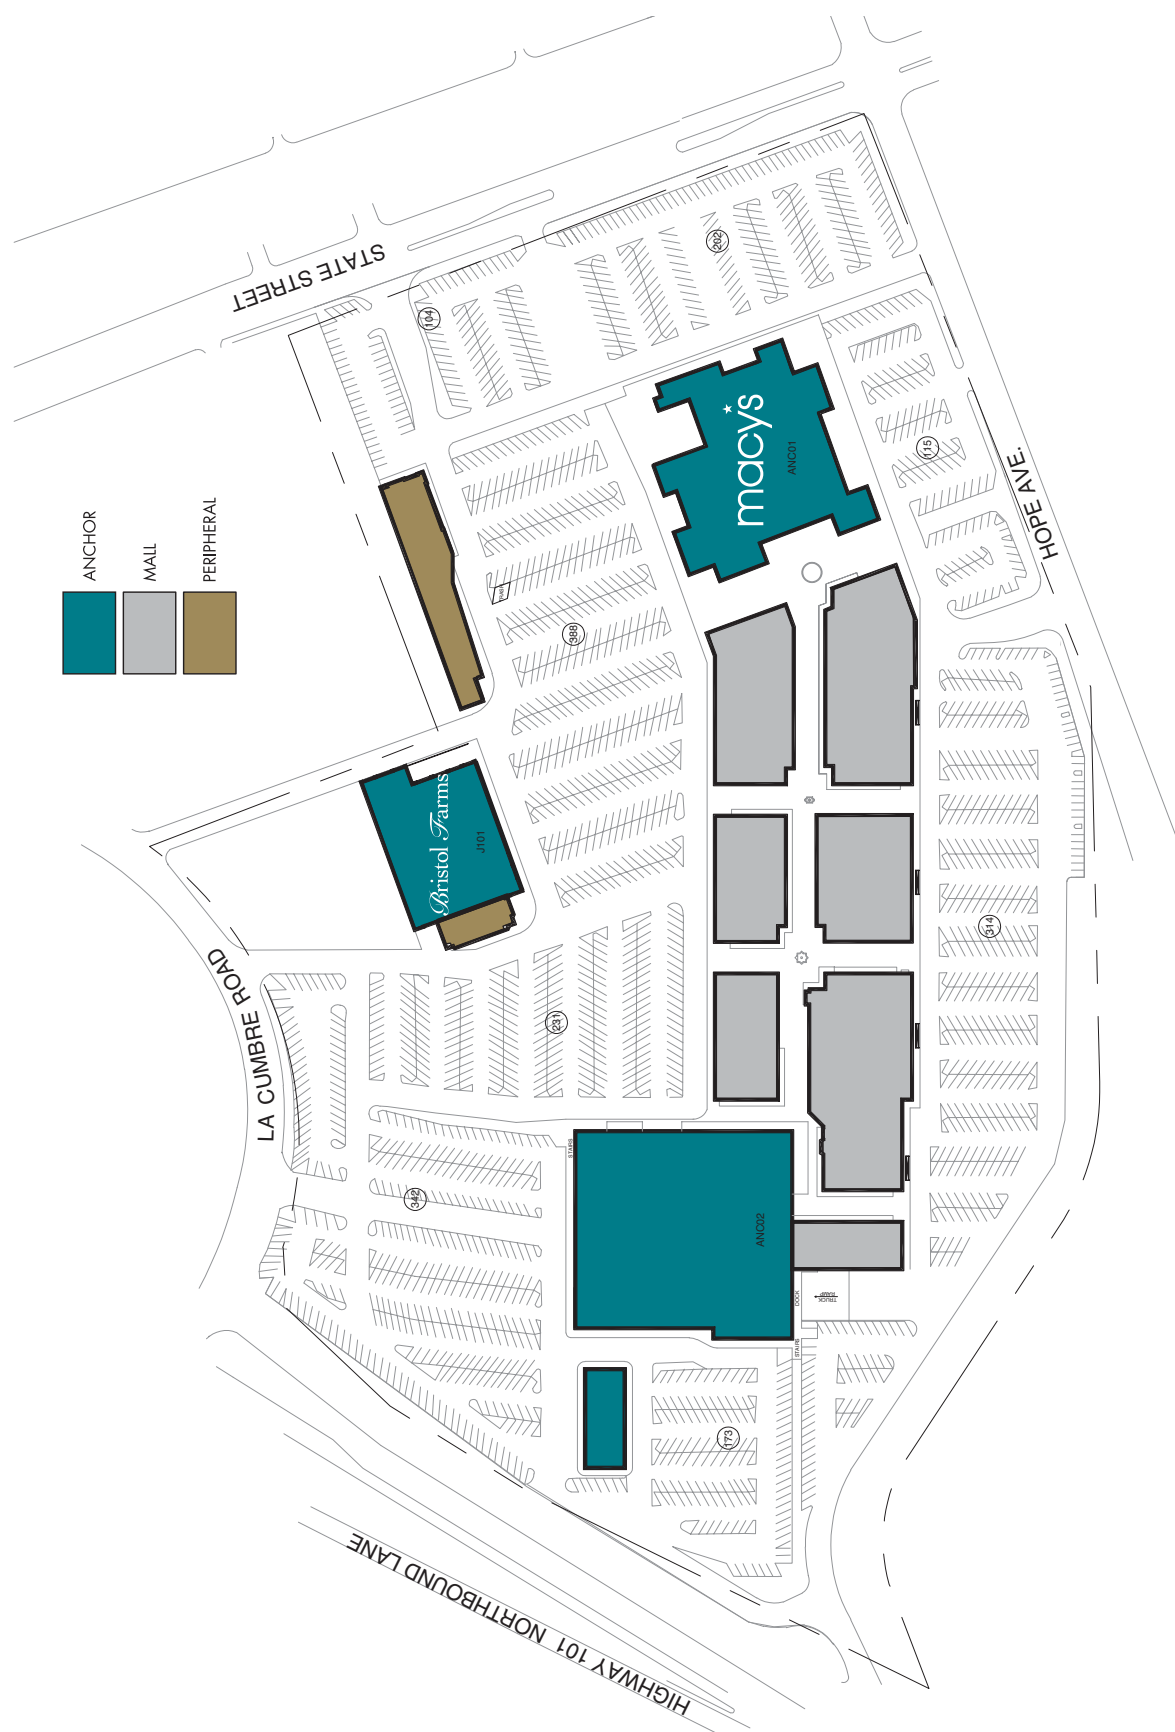 STATE STREET
104
202
ANCHOR
MALL
PERIPHERAL
macy's
ANC01
115
HOPE AVE.
388
Bristol Farms
J101
314
LA CUMBRE ROAD
231
342
STAIRS
ANC02
DOCK
TRUCK
RAMP
STAIRS
173
HIGHWAY 101 NORTHBOUND LANE